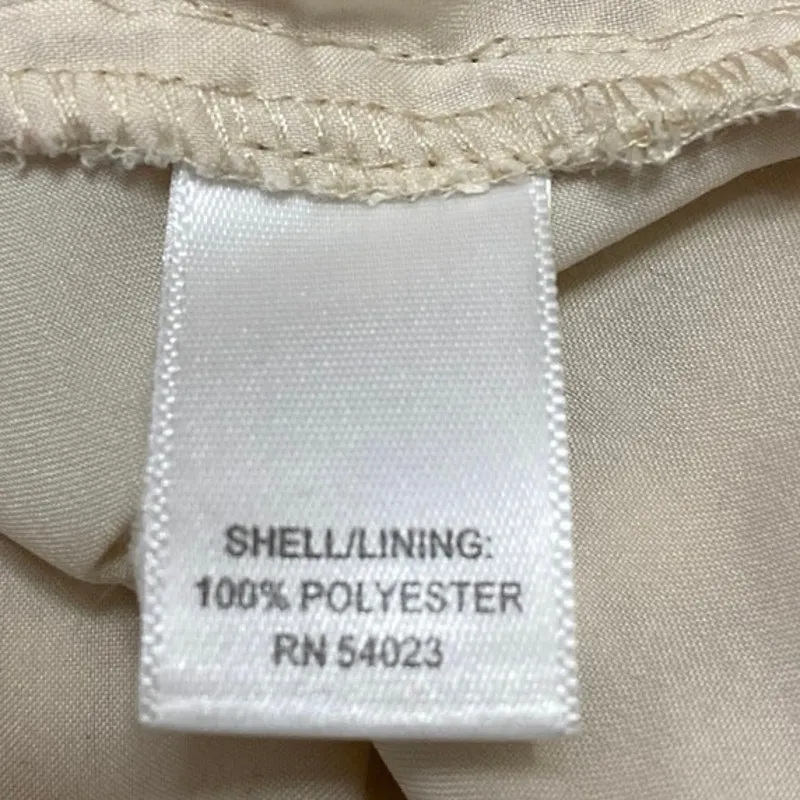 SHELL/LINING:
100% POLYESTER
RN 54023